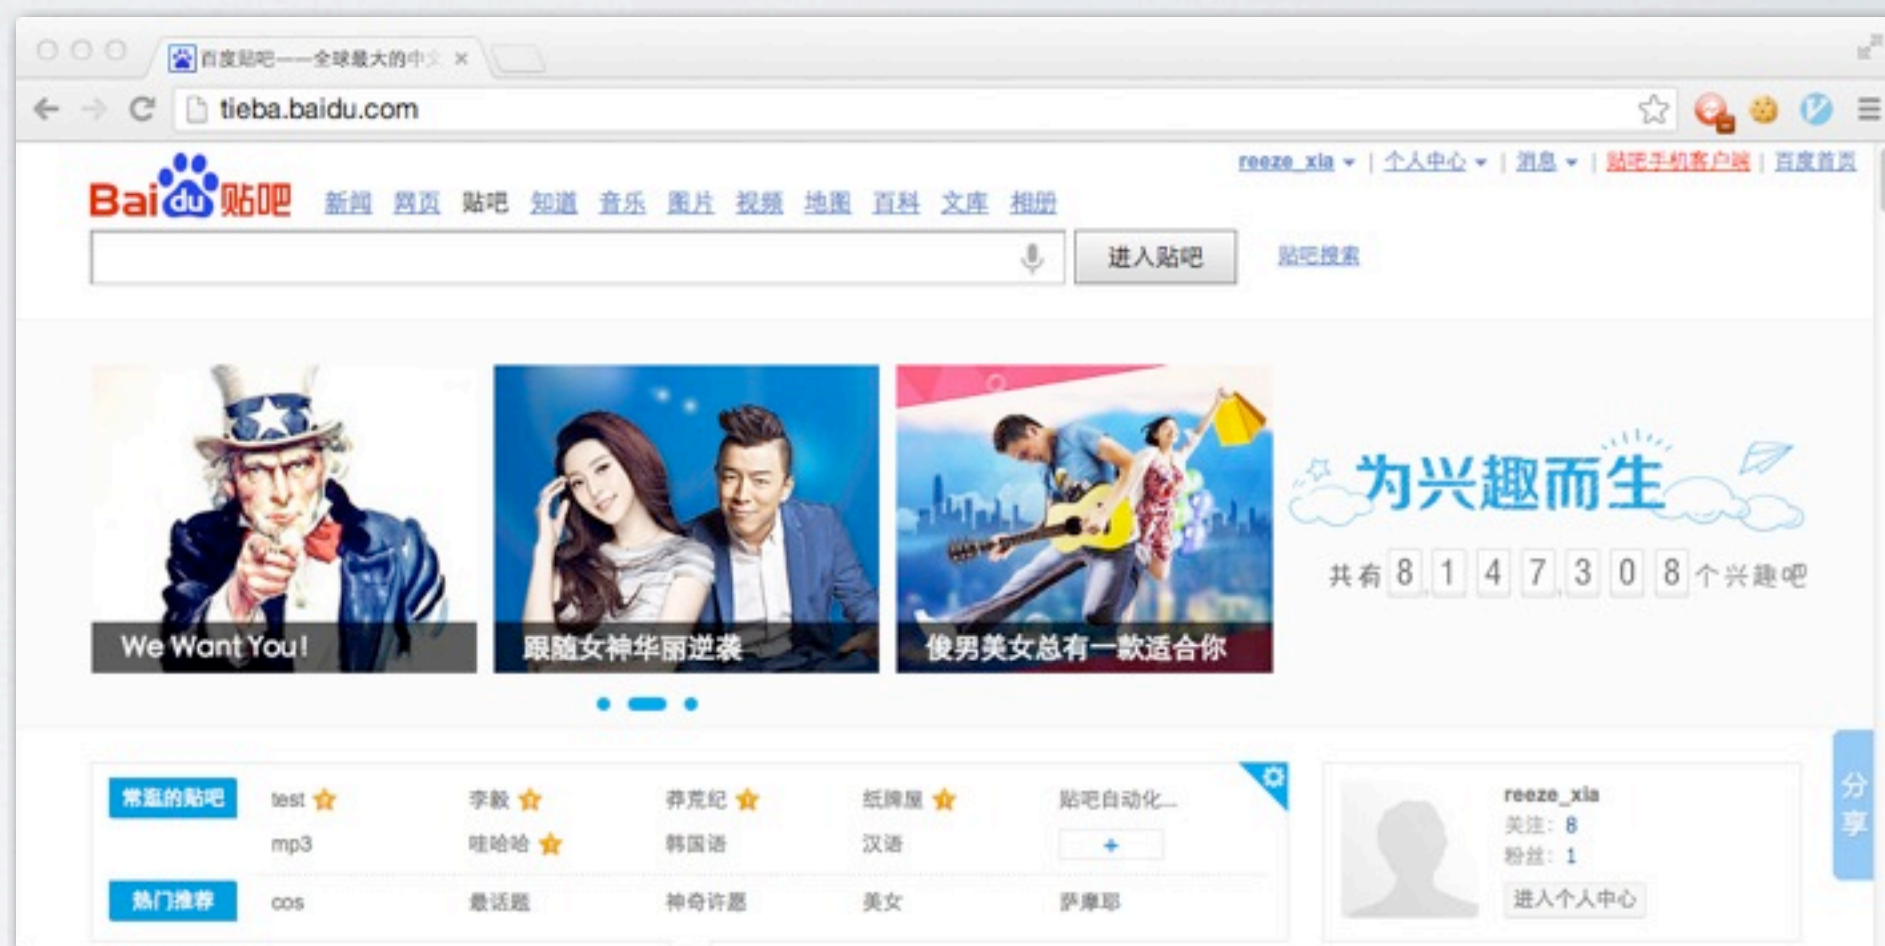 百度贴吧——全球最大的中文
tieba.baidu.com
reeze_xia | 个人中心 | 消息 | 贴吧手机客户端 | 百度首页
Bai du 贴吧 新闻 网页 贴吧 知道 音乐 图片 视频 地图 百科 文库 相册
进入贴吧 贴吧搜索
为兴趣而生
共有 8,147,308 个兴趣吧
We Want You! 跟随女神华丽逆袭 俊男美女总有一款适合你
常逛的贴吧 test 李毅 莽荒纪 纸牌屋 贴吧自动化...
mp3 哇哈哈 韩国语 汉语 +
热门推荐 cos 最话题 神奇许愿 美女 萨摩耶
reeze_xia
关注: 8
粉丝: 1
进入个人中心
分享